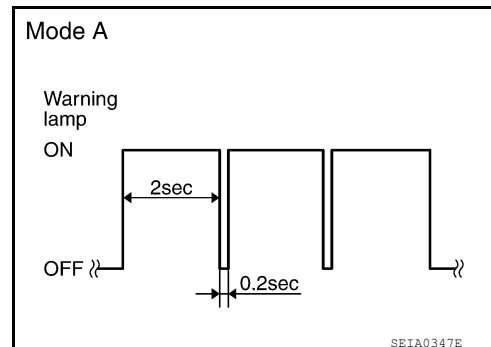 Mode A
Warning
lamp
ON
2sec
OFF
0.2sec
SEIA0347E